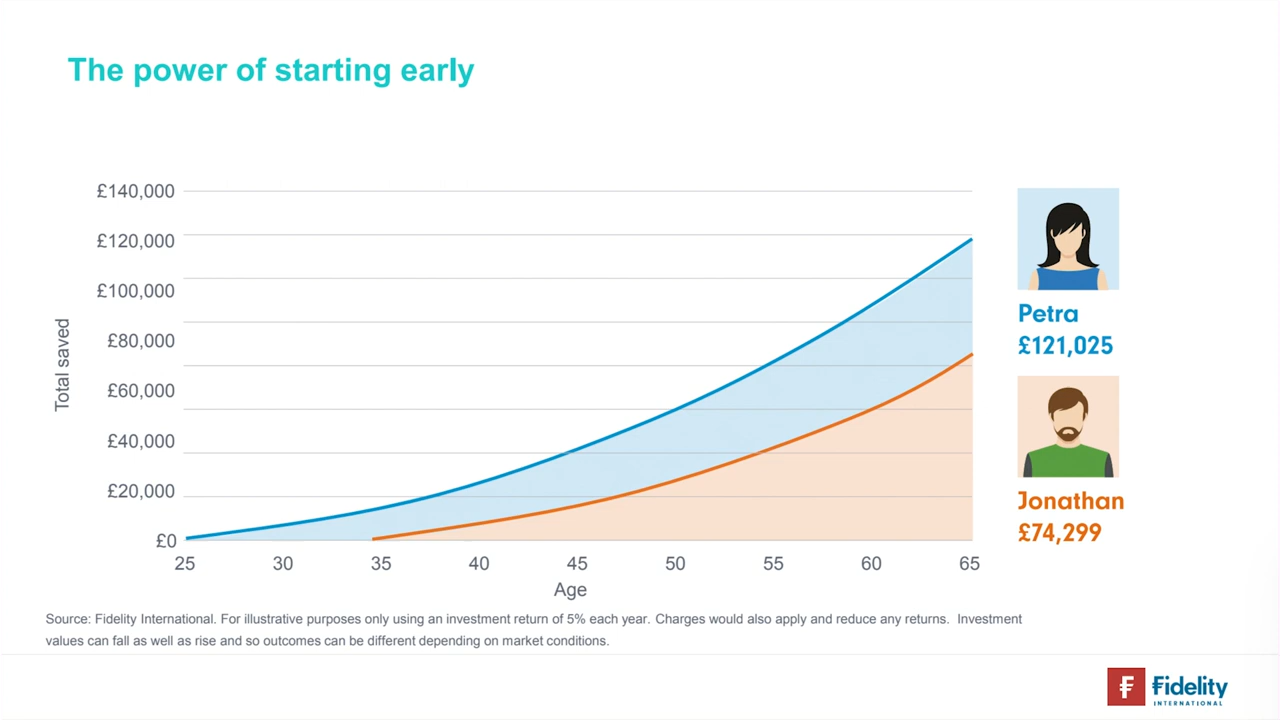 The power of starting early
£140,000
£120,000
£100,000
£80,000
£60,000
£40,000
£20,000
£0
Total saved
25 30 35 40 45 50 55 60 65
Age
Petra
£121,025
Jonathan
£74,299
Source: Fidelity International. For illustrative purposes only using an investment return of 5% each year. Charges would also apply and reduce any returns. Investment
values can fall as well as rise and so outcomes can be different depending on market conditions.
Fidelity
INTERNATIONAL